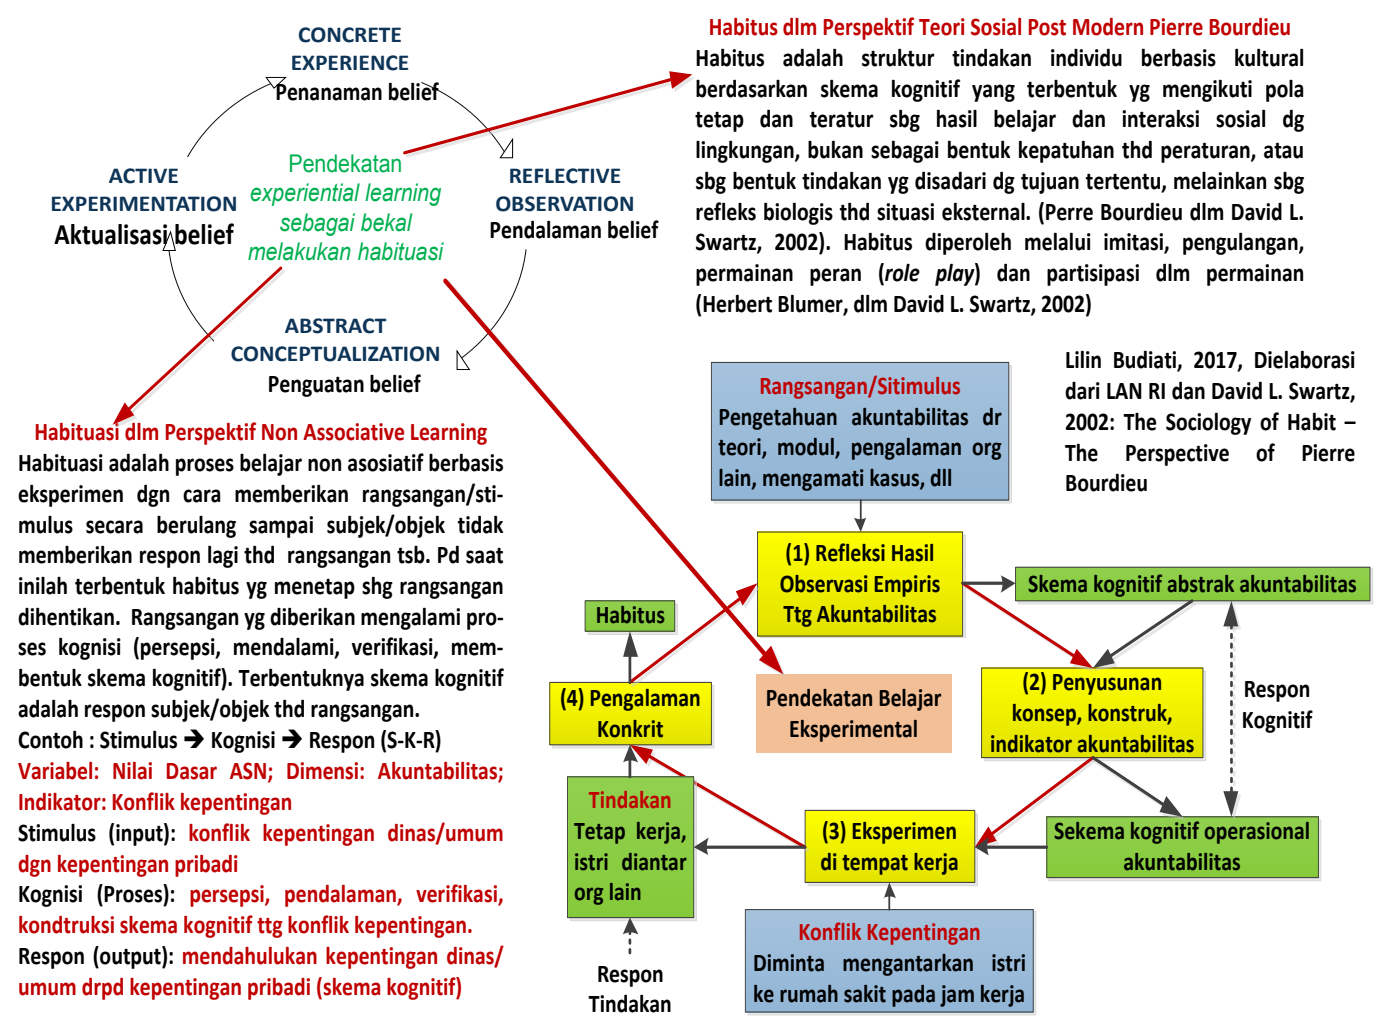 CONCRETE
EXPERIENCE
Penanaman belief
ACTIVE
EXPERIMENTATION
Aktualisasi belief
Pendekatan
experiential learning
sebagai bekal
melakukan habituasi
REFLECTIVE
OBSERVATION
Pendalaman belief
ABSTRACT
CONCEPTUALIZATION
Penguatan belief
Habitus dlm Perspektif Teori Sosial Post Modern Pierre Bourdieu
Habitus adalah struktur tindakan individu berbasis kultural
berdasarkan skema kognitif yang terbentuk yg mengikuti pola
tetap dan teratur sbg hasil belajar dan interaksi sosial dg
lingkungan, bukan sebagai bentuk kepatuhan thd peraturan, atau
sbg bentuk tindakan yg disadari dg tujuan tertentu, melainkan sbg
refleks biologis thd situasi eksternal. (Perre Bourdieu dlm David L.
Swartz, 2002). Habitus diperoleh melalui imitasi, pengulangan,
permainan peran (role play) dan partisipasi dlm permainan
(Herbert Blumer, dlm David L. Swartz, 2002)
Lilin Budiati, 2017, Dielaborasi
dari LAN RI dan David L. Swartz,
2002: The Sociology of Habit –
The Perspective of Pierre
Bourdieu
Habituasi dlm Perspektif Non Associative Learning
Habituasi adalah proses belajar non asosiatif berbasis
eksperimen dgn cara memberikan rangsangan/sti-
mulus secara berulang sampai subjek/objek tidak
memberikan respon lagi thd rangsangan tsb. Pd saat
inilah terbentuk habitus yg menetap shg rangsangan
dihentikan. Rangsangan yg diberikan mengalami pro-
ses kognisi (persepsi, mendalami, verifikasi, mem-
bentuk skema kognitif). Terbentuknya skema kognitif
adalah respon subjek/objek thd rangsangan.
Contoh : Stimulus ➔ Kognisi ➔ Respon (S-K-R)
Variabel: Nilai Dasar ASN; Dimensi: Akuntabilitas;
Indikator: Konflik kepentingan
Stimulus (input): konflik kepentingan dinas/umum
dgn kepentingan pribadi
Kognisi (Proses): persepsi, pendalaman, verifikasi,
kondtruksi skema kognitif ttg konflik kepentingan.
Respon (output): mendahulukan kepentingan dinas/
umum drpd kepentingan pribadi (skema kognitif)
Rangsangan/Sitimulus
Pengetahuan akuntabilitas dr
teori, modul, pengalaman org
lain, mengamati kasus, dll
(1) Refleksi Hasil
Observasi Empiris
Ttg Akuntabilitas
Skema kognitif abstrak akuntabilitas
Habitus
(4) Pengalaman
Konkrit
Pendekatan Belajar
Eksperimental
(2) Penyusunan
konsep, konstruk,
indikator akuntabilitas
Respon
Kognitif
Tindakan
Tetap kerja,
istri diantar
org lain
(3) Eksperimen
di tempat kerja
Sekema kognitif operasional
akuntabilitas
Konflik Kepentingan
Diminta mengantarkan istri
ke rumah sakit pada jam kerja
Respon
Tindakan